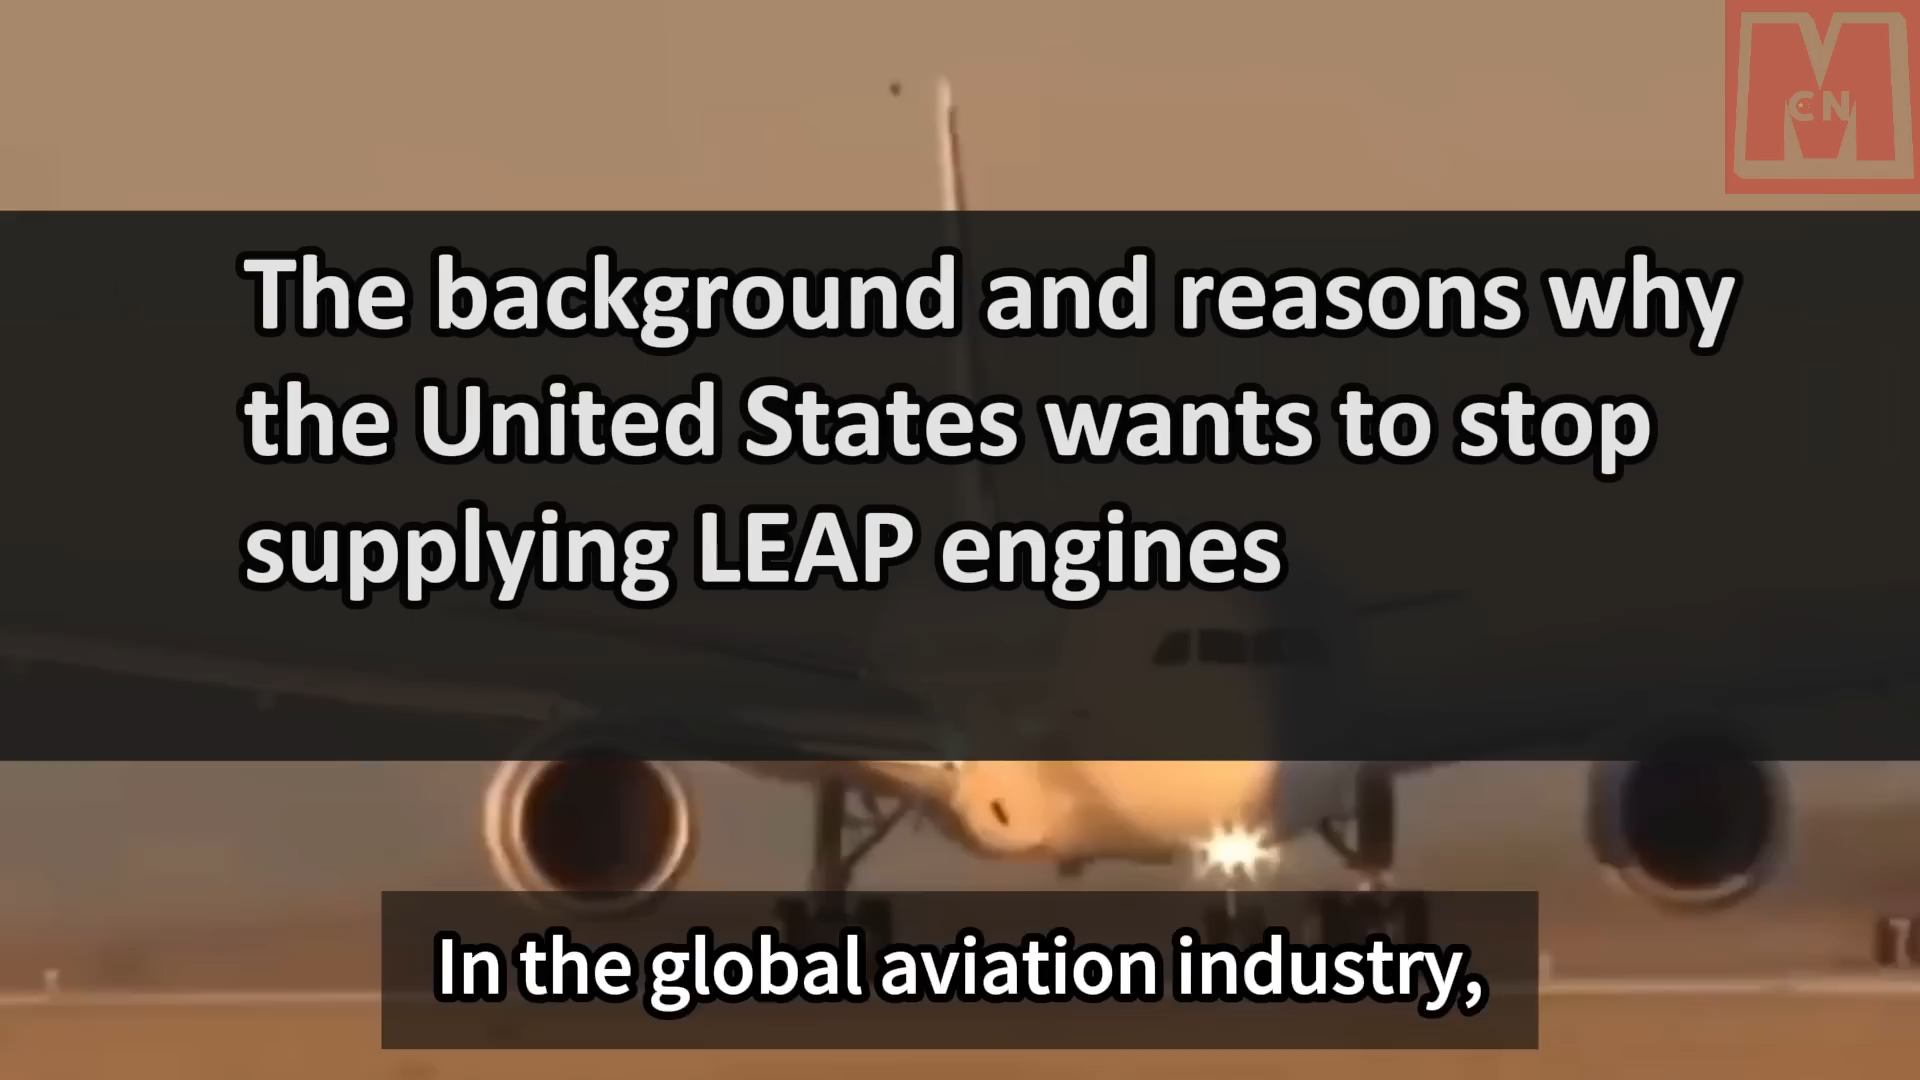 M
CN
The background and reasons why
the United States wants to stop
supplying LEAP engines
In the global aviation industry,